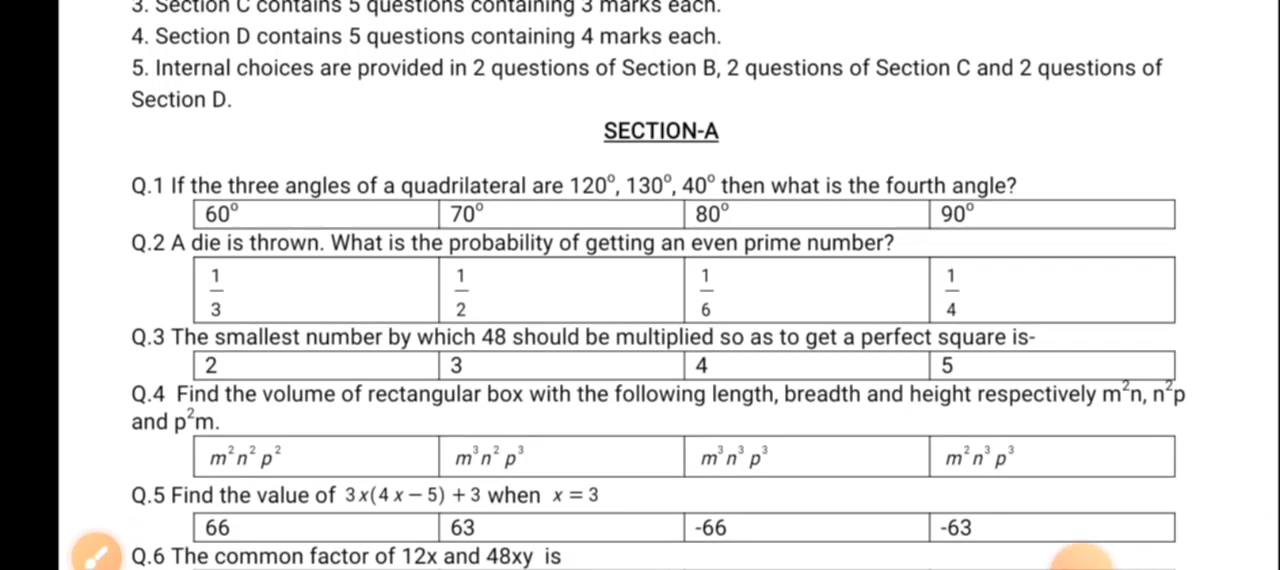 3. Section C contains 5 questions containing 3 marks each.
4. Section D contains 5 questions containing 4 marks each.
5. Internal choices are provided in 2 questions of Section B, 2 questions of Section C and 2 questions of
Section D.
SECTION-A
Q.1 If the three angles of a quadrilateral are 120⁰, 130⁰, 40⁰ then what is the fourth angle?
60⁰ 70⁰ 80⁰ 90⁰
Q.2 A die is thrown. What is the probability of getting an even prime number?
1/3 1/2 1/6 1/4
Q.3 The smallest number by which 48 should be multiplied so as to get a perfect square is-
2 3 4 5
Q.4 Find the volume of rectangular box with the following length, breadth and height respectively m²n, n²p
and p²m.
m²n²p² m³n²p³ m³n³p³ m²n³p³
Q.5 Find the value of 3x(4x−5)+3 when x=3
66 63 -66 -63
Q.6 The common factor of 12x and 48xy is